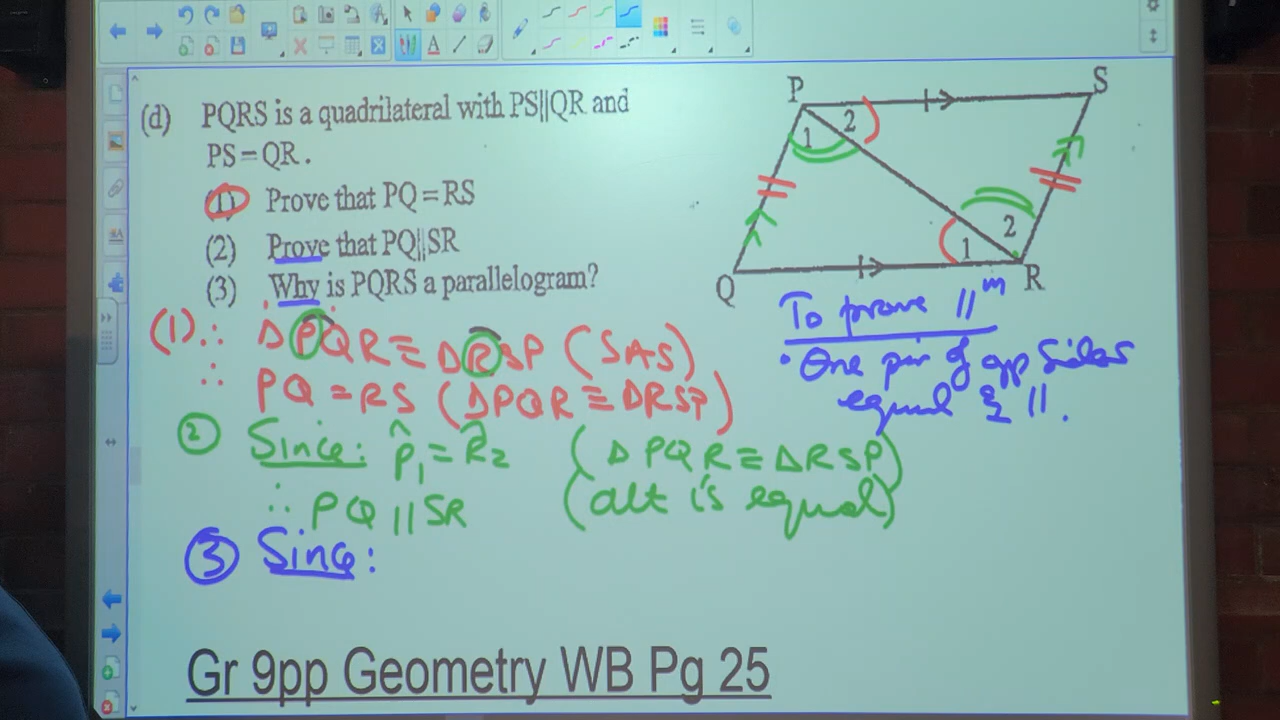 (d) PQRS is a quadrilateral with PS||QR and
PS = QR.
(1) Prove that PQ = RS
(2) Prove that PQ||SR
(3) Why is PQRS a parallelogram?
P
S
1
2
2
1
Q
R
To prove ||ᵐ
• One pair of opp sides
equal & ||.
(1) ∴ ΔPQR ≡ ΔRSP (SAS)
∴ PQ = RS (ΔPQR ≡ ΔRSP)
② Since: P̂₁ = R̂₂ (ΔPQR ≡ ΔRSP)
∴ PQ || SR (alt i's equal)
③ Since:
Gr 9pp Geometry WB Pg 25